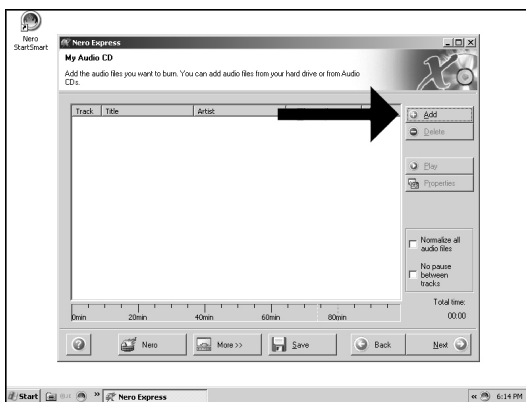 Nero
StartSmart
Nero Express
My Audio CD
Add the audio files you want to burn. You can add audio files from your hard drive or from Audio
CDs.
Track Title Artist
Add
Delete
Play
Properties
Normalize all
audio files
No pause
between
tracks
Total time:
00:00
0min 20min 40min 60min 80min
Nero More >> Save Back Next
Start Nero Express 6:14 PM